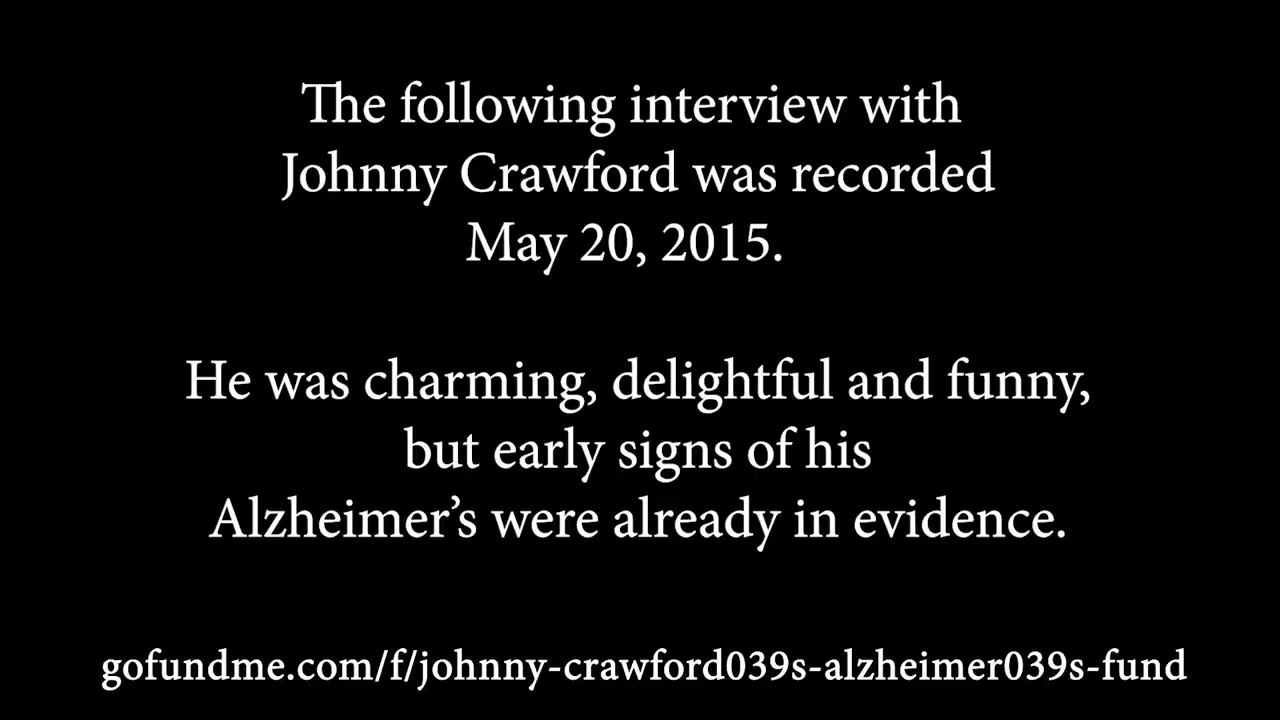 The following interview with
Johnny Crawford was recorded
May 20, 2015.
He was charming, delightful and funny,
but early signs of his
Alzheimer’s were already in evidence.
gofundme.com/f/johnny-crawford039s-alzheimer039s-fund